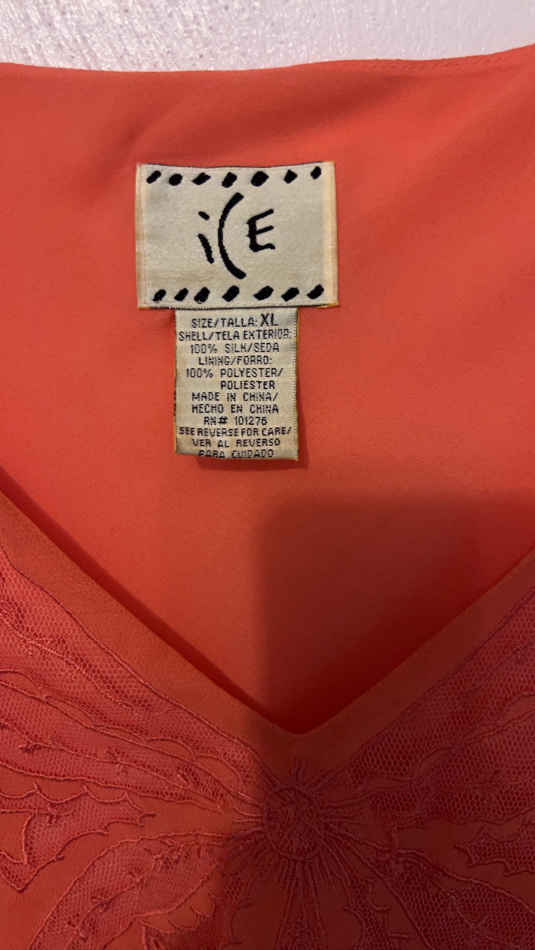 iCE
SIZE/TALLA: XL
SHELL/TELA EXTERIOR:
100% SILK/SEDA
LINING/FORRO:
100% POLYESTER/
POLIESTER
MADE IN CHINA/
HECHO EN CHINA
RN# 101276
SEE REVERSE FOR CARE/
VER AL REVERSO
PARA CUIDADO